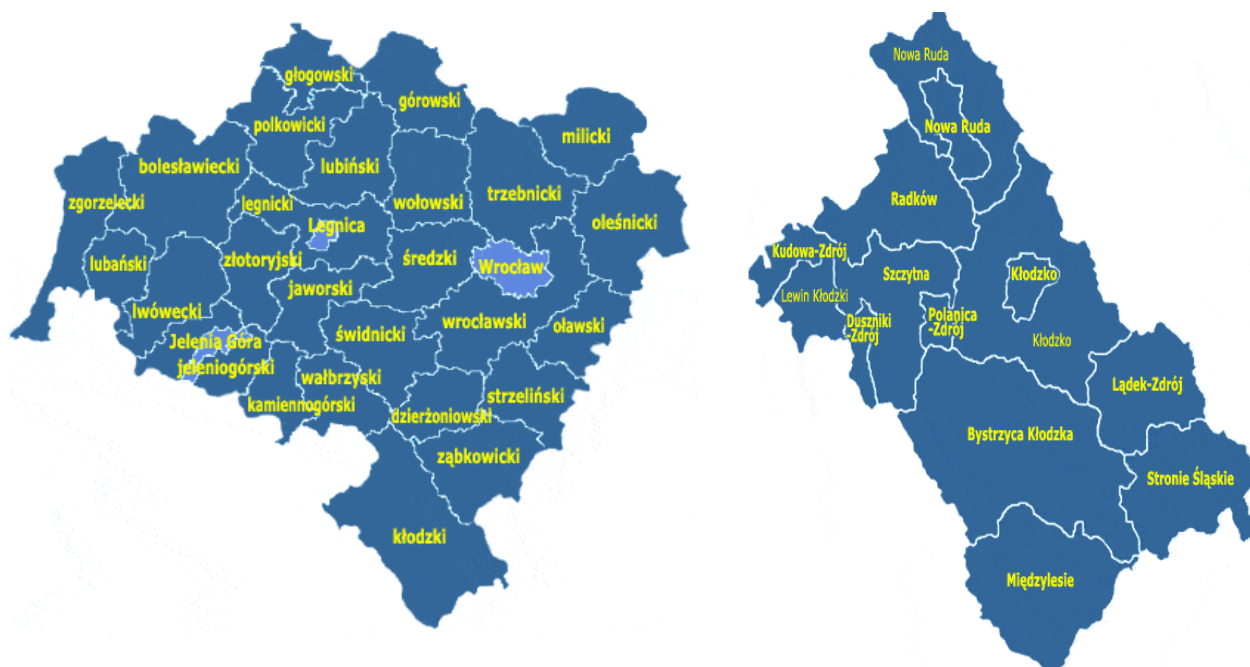 głogowski
górowski
polkowicki
milicki
bolesławiecki
lubiński
trzebnicki
zgorzelecki
legnicki
wołowski
oleśnicki
Legnica
lubański
złotoryjski
średzki
Wrocław
jaworski
lwówecki
wrocławski
oławski
świdnicki
Jelenia Góra
jeleniogórski
wałbrzyski
kamiennogórski
strzeliński
dzierżoniowski
ząbkowicki
kłodzki
Nowa Ruda
Nowa Ruda
Radków
Kudowa-Zdrój
Szczytna
Kłodzko
Lewin Kłodzki
Duszniki
-Zdrój
Polanica
-Zdrój
Kłodzko
Lądek-Zdrój
Bystrzyca Kłodzka
Stronie Śląskie
Międzylesie